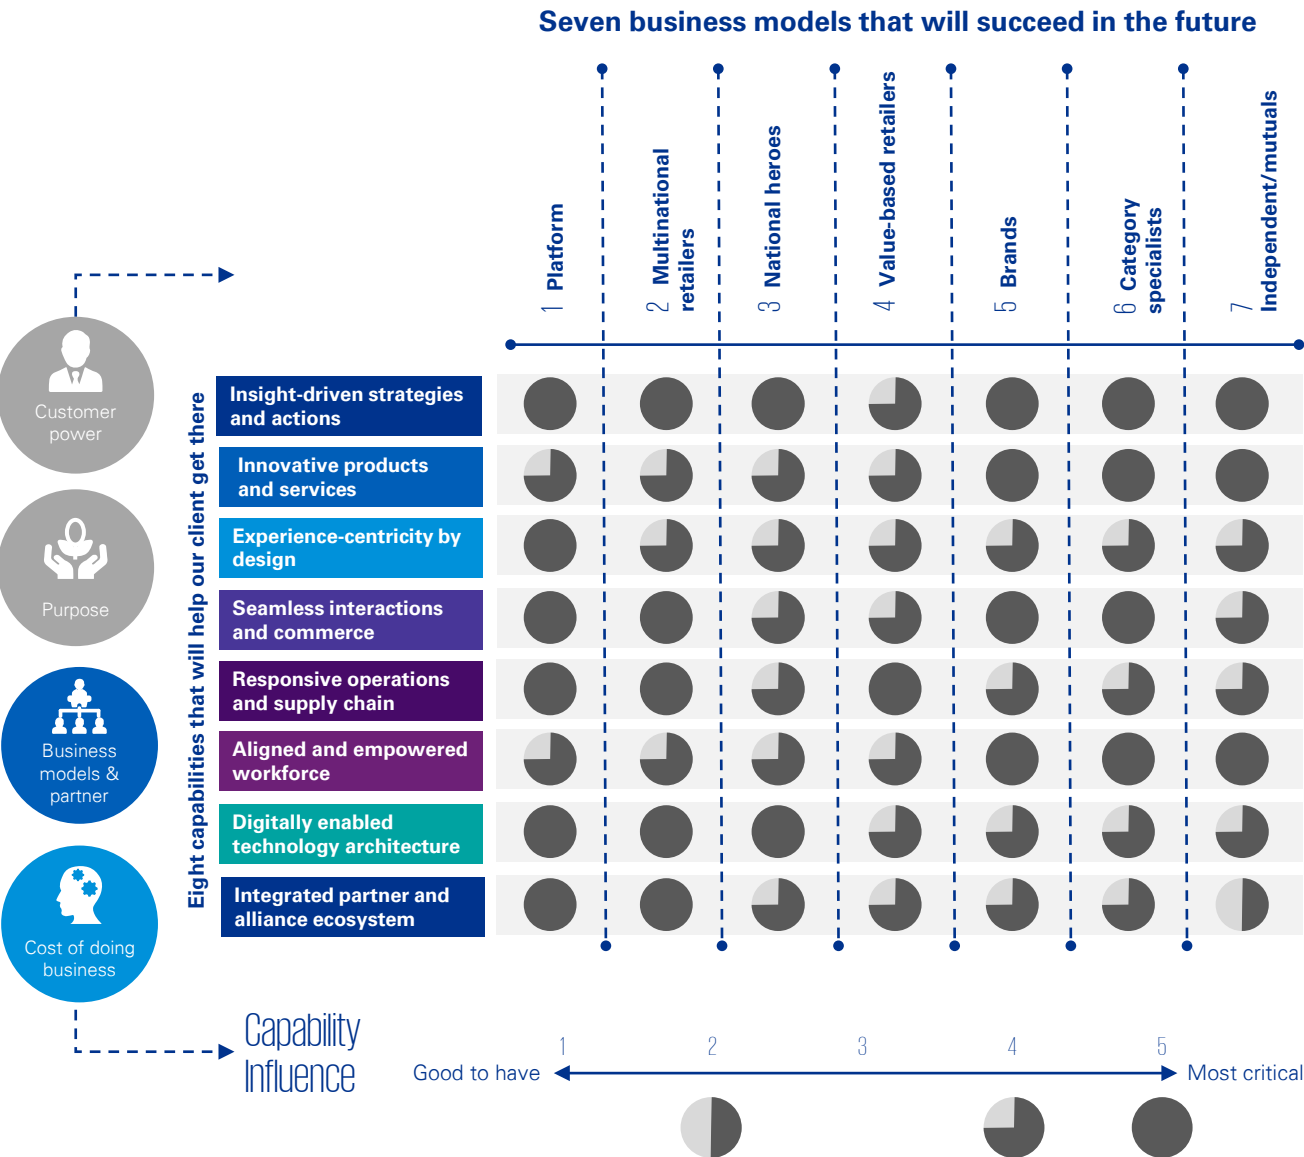 Seven business models that will succeed in the future
1 Platform
2 Multinational
retailers
3 National heroes
4 Value-based retailers
5 Brands
6 Category
specialists
7 Independent/mutuals
Customer
power
Purpose
Business
models &
partner
Cost of doing
business
Eight capabilities that will help our client get there
Insight-driven strategies
and actions
Innovative products
and services
Experience-centricity by
design
Seamless interactions
and commerce
Responsive operations
and supply chain
Aligned and empowered
workforce
Digitally enabled
technology architecture
Integrated partner and
alliance ecosystem
Capability
Influence
1 2 3 4 5
Good to have Most critical